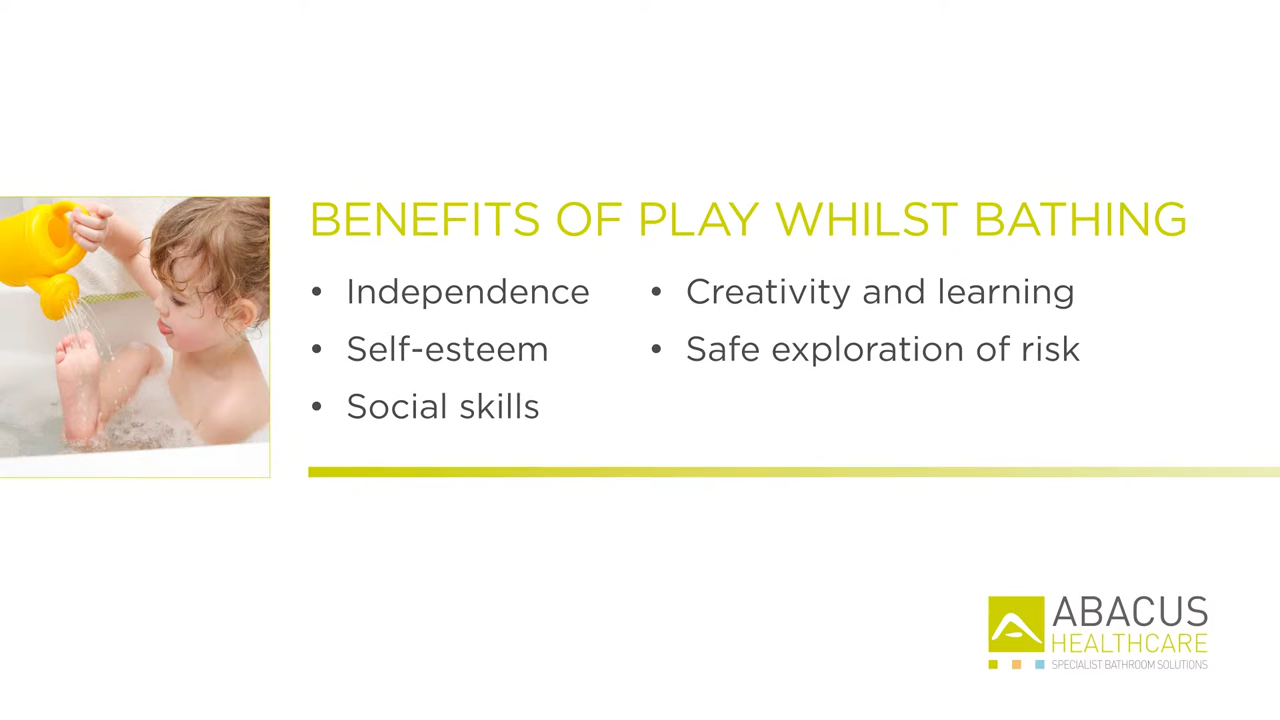 BENEFITS OF PLAY WHILST BATHING
• Independence
• Self-esteem
• Social skills
• Creativity and learning
• Safe exploration of risk
ABACUS
HEALTHCARE
SPECIALIST BATHROOM SOLUTIONS